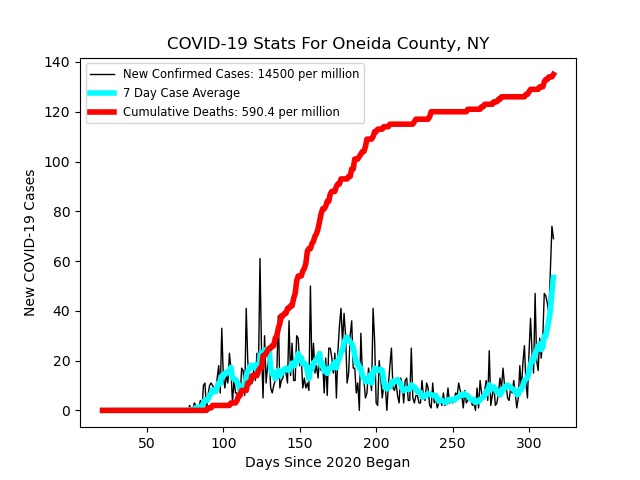 COVID-19 Stats For Oneida County, NY
New Confirmed Cases: 14500 per million
7 Day Case Average
Cumulative Deaths: 590.4 per million
New COVID-19 Cases
140
120
100
80
60
40
20
0
50 100 150 200 250 300
Days Since 2020 Began